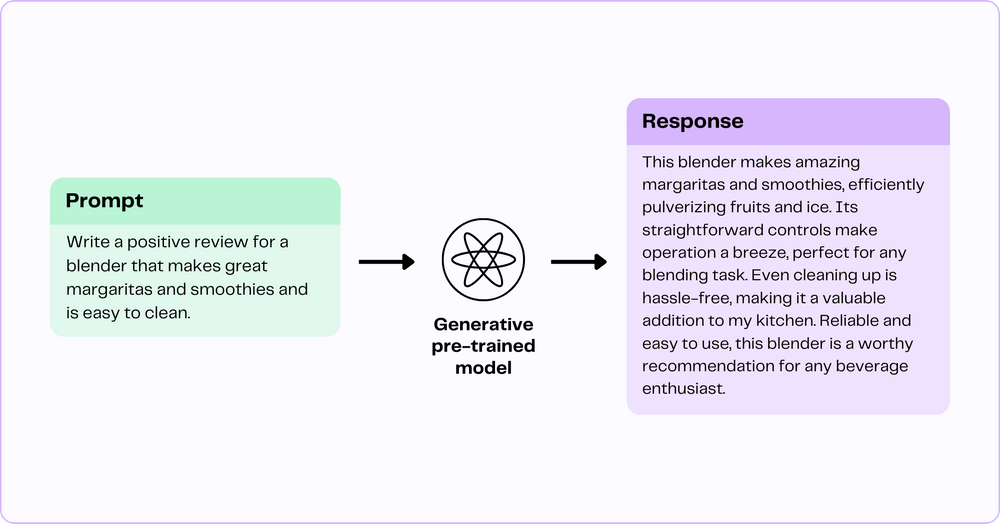 Prompt
Write a positive review for a
blender that makes great
margaritas and smoothies and
is easy to clean.
Generative
pre-trained
model
Response
This blender makes amazing
margaritas and smoothies, efficiently
pulverizing fruits and ice. Its
straightforward controls make
operation a breeze, perfect for any
blending task. Even cleaning up is
hassle-free, making it a valuable
addition to my kitchen. Reliable and
easy to use, this blender is a worthy
recommendation for any beverage
enthusiast.